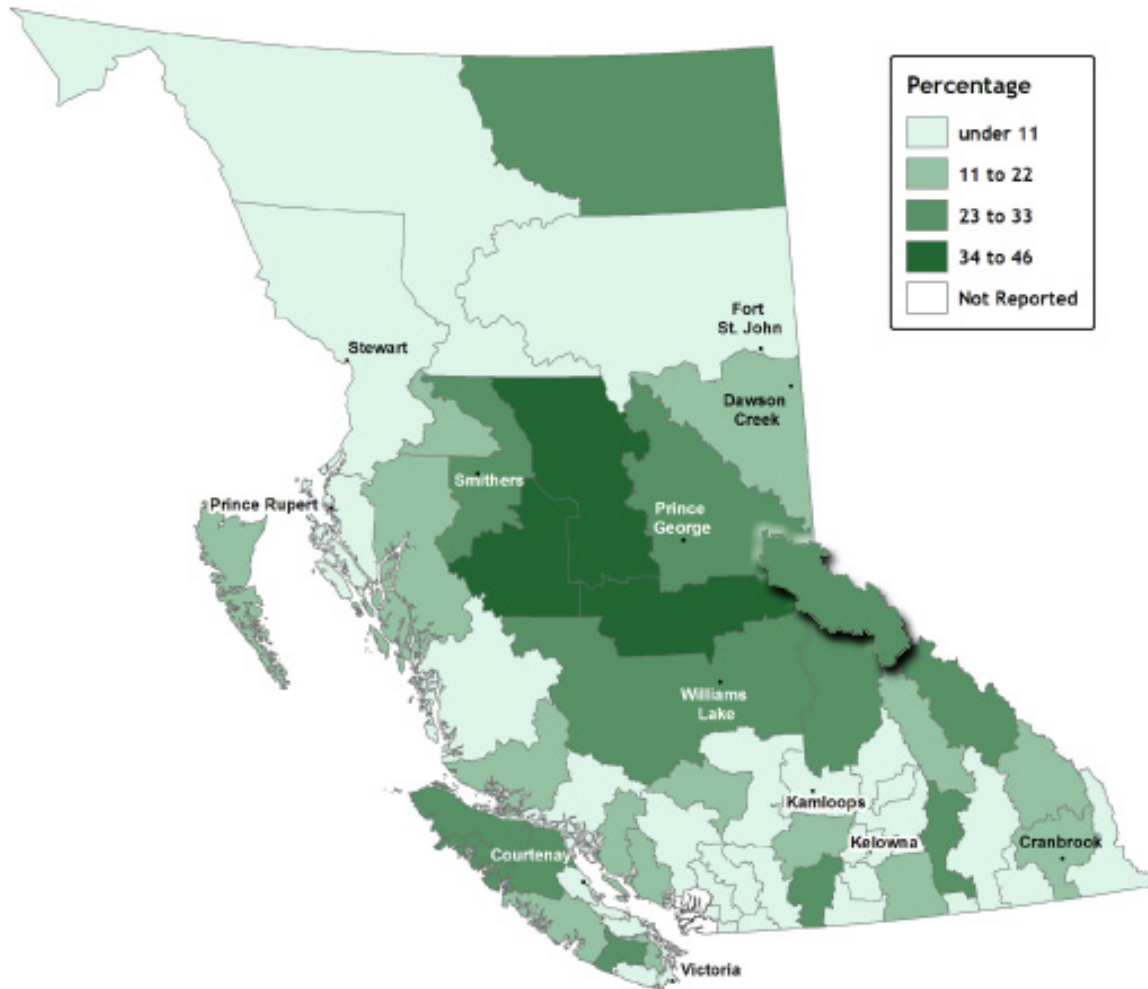 Percentage
under 11
11 to 22
23 to 33
34 to 46
Not Reported
Fort
St. John
Stewart
Dawson
Creek
Smithers
Prince Rupert
Prince
George
Williams
Lake
Kamloops
Kelowna
Cranbrook
Courtenay
Victoria